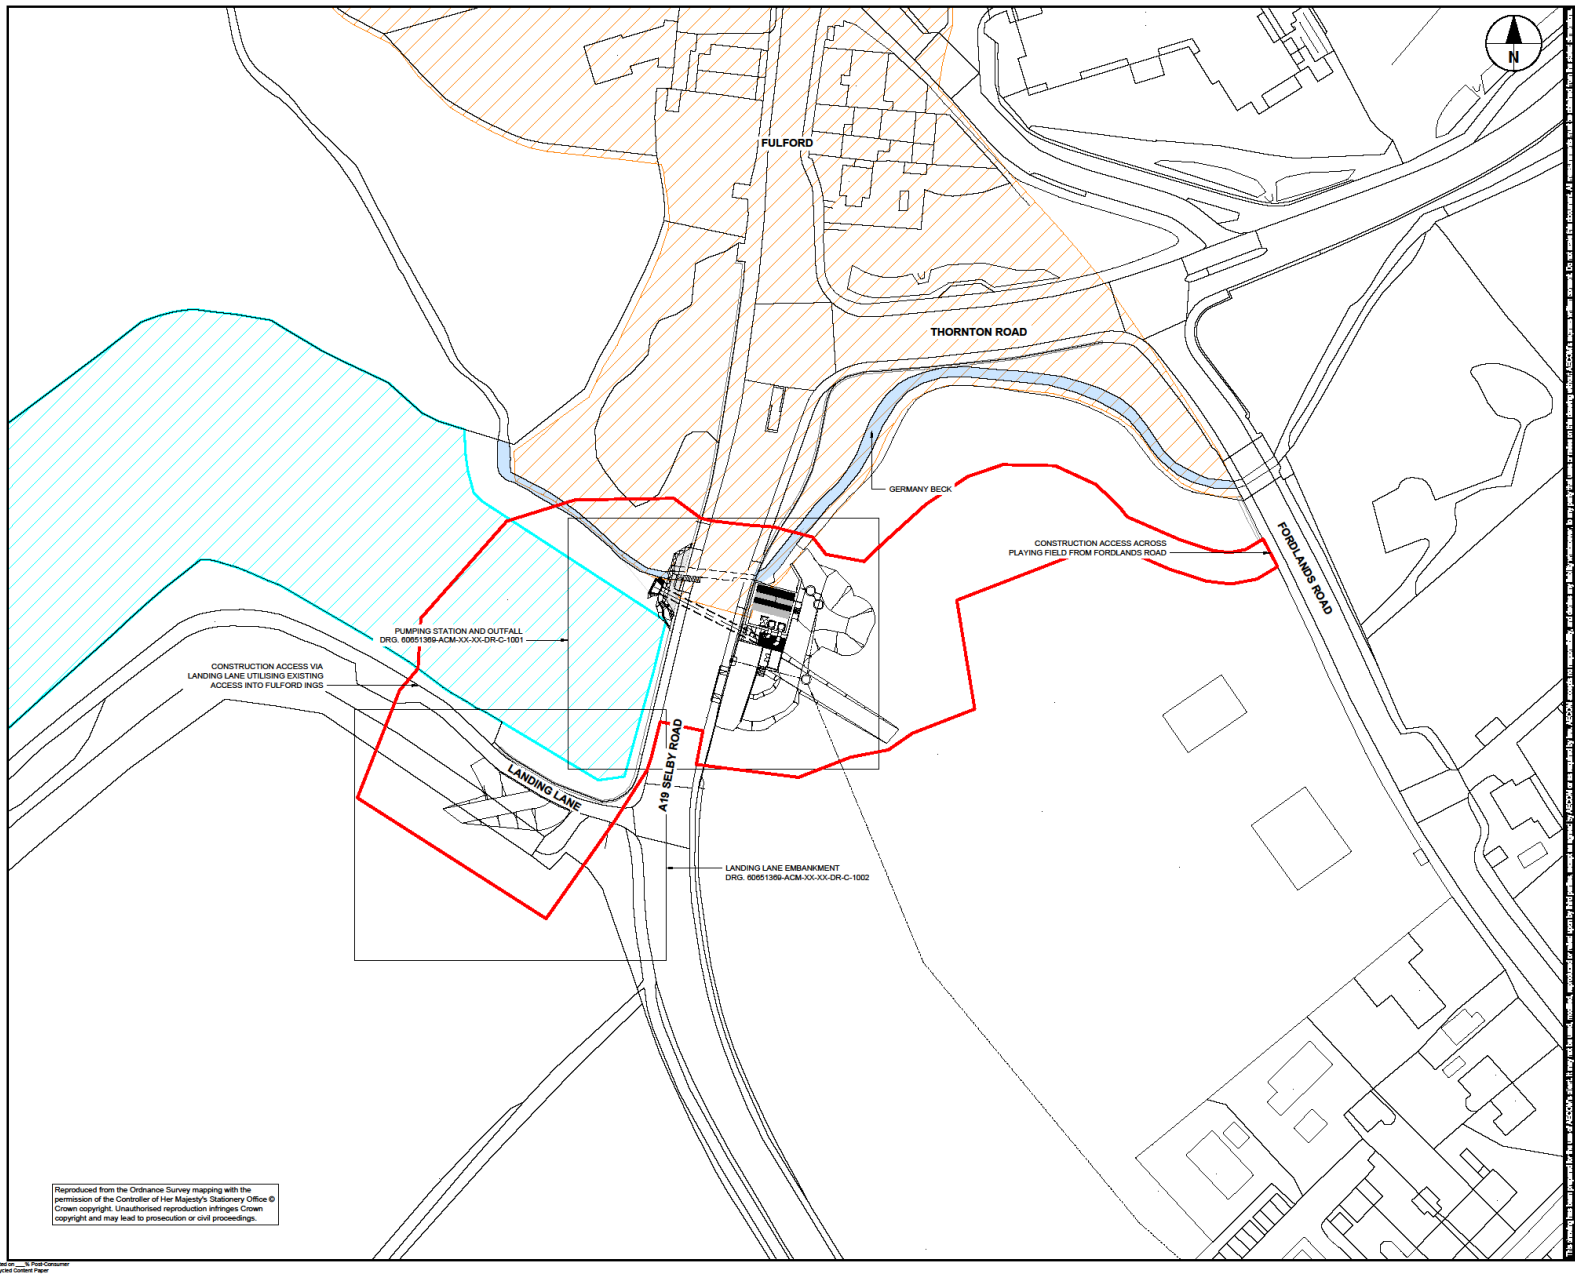 N
FULFORD
THORNTON ROAD
GERMANY BECK
CONSTRUCTION ACCESS ACROSS
PLAYING FIELD FROM FORDLANDS ROAD
FORDLANDS ROAD
PUMPING STATION AND OUTFALL
DRG. 60651369-ACM-XX-XX-DR-C-1001
CONSTRUCTION ACCESS VIA
LANDING LANE UTILISING EXISTING
ACCESS INTO FULFORD INGS
LANDING LANE
A19 SELBY ROAD
LANDING LANE EMBANKMENT
DRG. 60651369-ACM-XX-XX-DR-C-1002
Reproduced from the Ordnance Survey mapping with the
permission of the Controller of Her Majesty's Stationery Office ©
Crown copyright. Unauthorised reproduction infringes Crown
copyright and may lead to prosecution or civil proceedings.
% Post-Consumer
Content Paper